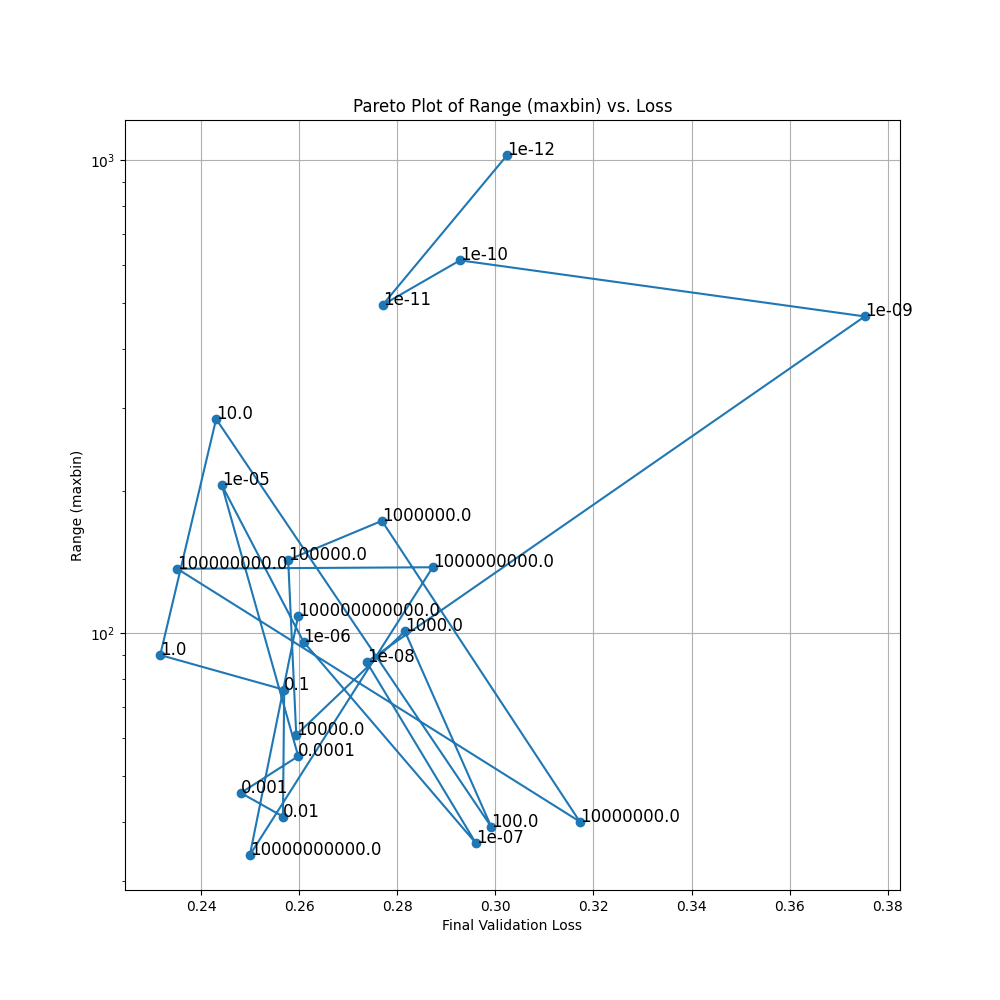 Pareto Plot of Range (maxbin) vs. Loss
10³
1e-12
1e-10
1e-11
1e-09
10.0
1e-05
1000000.0
100000.0
100000000.0
1000000000.0
100000000000.0
1000.0
10²
1e-06
1.0
1e-08
0.1
10000.0
0.0001
0.001
0.01
100.0
10000000.0
1e-07
10000000000.0
Range (maxbin)
0.24 0.26 0.28 0.30 0.32 0.34 0.36 0.38
Final Validation Loss